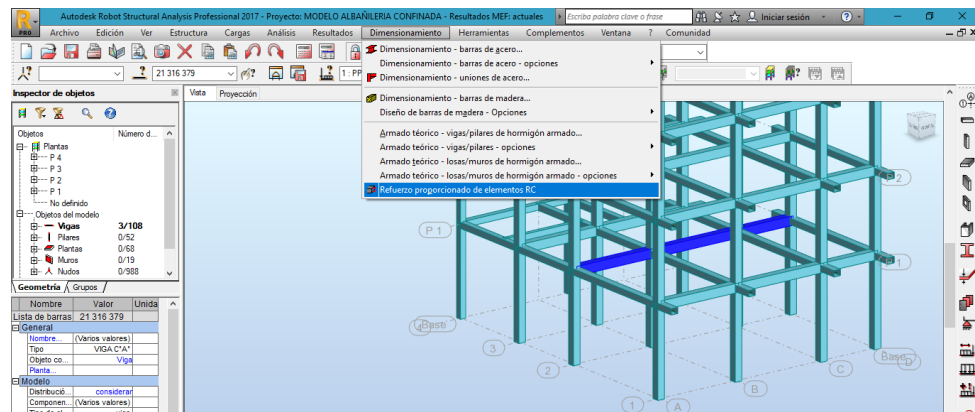 Autodesk Robot Structural Analysis Professional 2017 - Proyecto: MODELO ALBAÑILERIA CONFINADA - Resultados MEF: actuales
Escriba palabra clave o frase
Iniciar sesión
PRO
Archivo Edición Ver Estructura Cargas Análisis Resultados Dimensionamiento Herramientas Complementos Ventana ? Comunidad
Dimensionamiento - barras de acero...
Dimensionamiento - barras de acero - opciones
Dimensionamiento - uniones de acero...
Dimensionamiento - barras de madera...
Diseño de barras de madera - Opciones
Armado téorico - vigas/pilares de hormigón armado...
Armado téorico - vigas/pilares - opciones
Armado teórico - losas/muros de hormigón armado...
Armado téorico - losas/muros de hormigón armado - opciones
Refuerzo proporcionado de elementos RC
21 316 379
1: PP
Inspector de objetos
Vista Proyección
Objetos Número d...
Plantas
P 4
P 3
P 2
P 1
No definido
Objetos del modelo
Vigas 3/108
Pilares 0/52
Plantas 0/68
Muros 0/19
Nudos 0/988
Geometría Grupos
Nombre Valor Unida
Lista de barras 21 316 379
General
Nombre... (Varios valores)
Tipo VIGA C"A"
Objeto co... Viga
Planta...
Modelo
Distribució... considerar
Componen... (Varios valores)
P 1
Base
3
2
1
A
B
C
D
Base
P 1
P 2